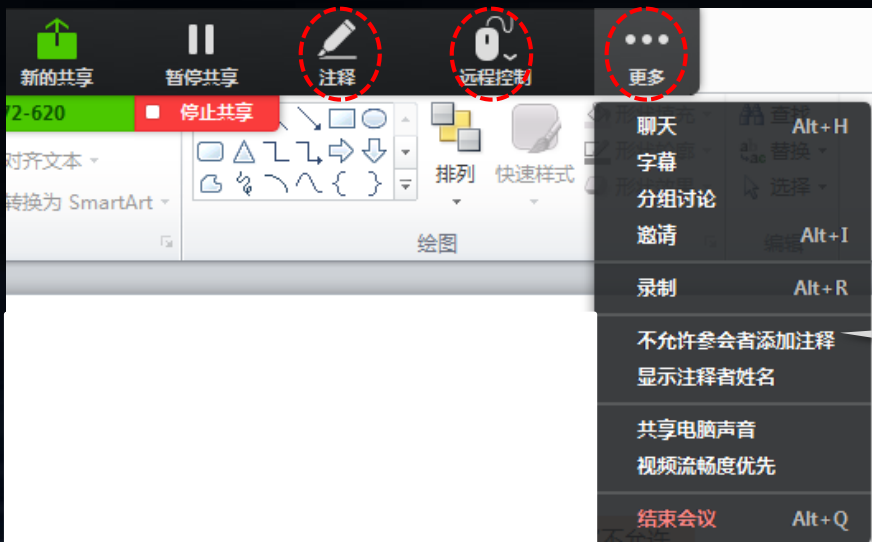 新的共享
暂停共享
注释
远程控制
更多
72-620
停止共享
对齐文本
转换为 SmartArt
排列
快速样式
绘图
查找
替换
选择
编辑
聊天 Alt+H
字幕
分组讨论
邀请 Alt+I
录制 Alt+R
不允许参会者添加注释
显示注释者姓名
共享电脑声音
视频流畅度优先
结束会议 Alt+Q
不允许